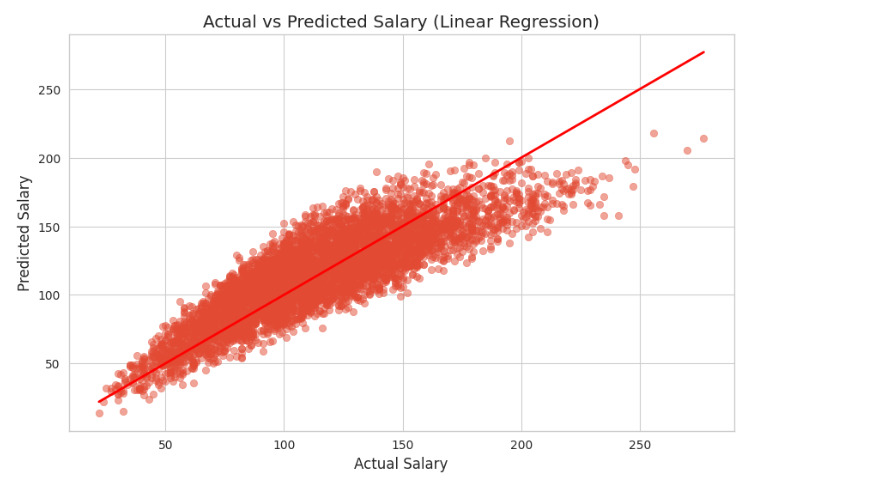 Actual vs Predicted Salary (Linear Regression)
250
200
150
100
50
Predicted Salary
50 100 150 200 250
Actual Salary